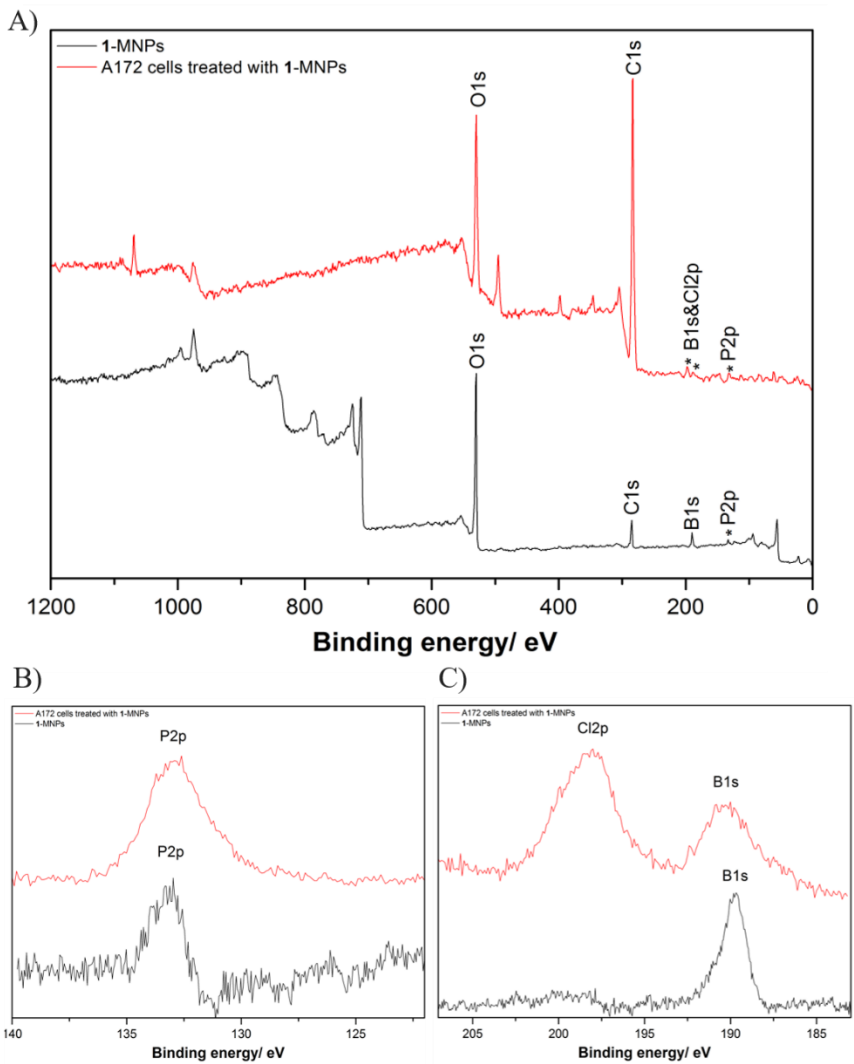 A)
1-MNPs
A172 cells treated with 1-MNPs
O1s
C1s
* B1s&Cl2p
*
* P2p
O1s
C1s
B1s
* P2p
1200 1000 800 600 400 200 0
Binding energy/ eV
B)
A172 cells treated with 1-MNPs
1-MNPs
P2p
P2p
140 135 130 125
Binding energy/ eV
C)
A172 cells treated with 1-MNPs
1-MNPs
Cl2p
B1s
B1s
205 200 195 190 185
Binding energy/ eV